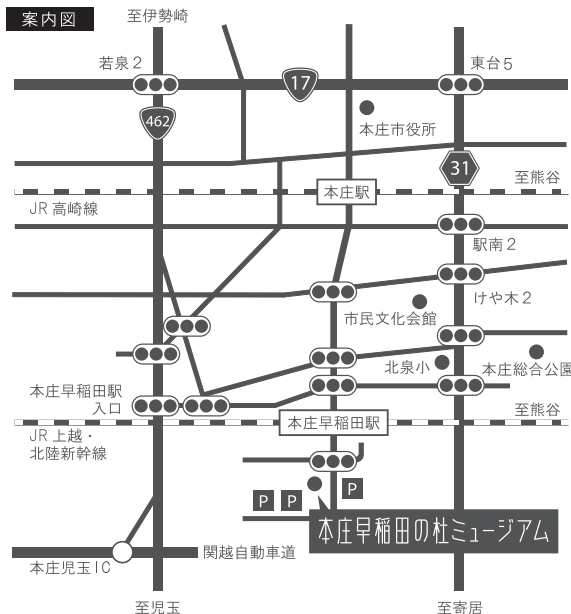 案内図
至伊勢崎
若泉2
17
東台5
462
本庄市役所
31
本庄駅
至熊谷
JR 高崎線
駅南2
けや木2
市民文化会館
北泉小
本庄総合公園
本庄早稲田駅
入口
本庄早稲田駅
至熊谷
JR 上越・
北陸新幹線
P
P
P
本庄早稲田の杜ミュージアム
関越自動車道
本庄児玉IC
至児玉
至寄居